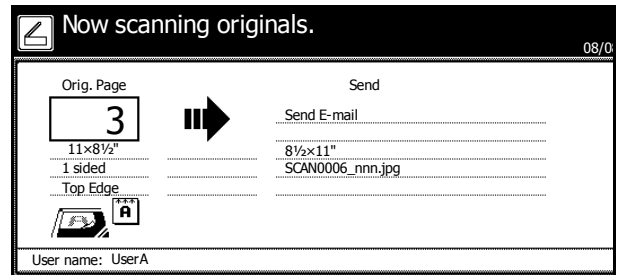 Now scanning originals.
08/0
Orig. Page
Send
3
Send E-mail
11×8½"
8½×11"
1 sided
SCAN0006_nnn.jpg
Top Edge
A
User name: UserA